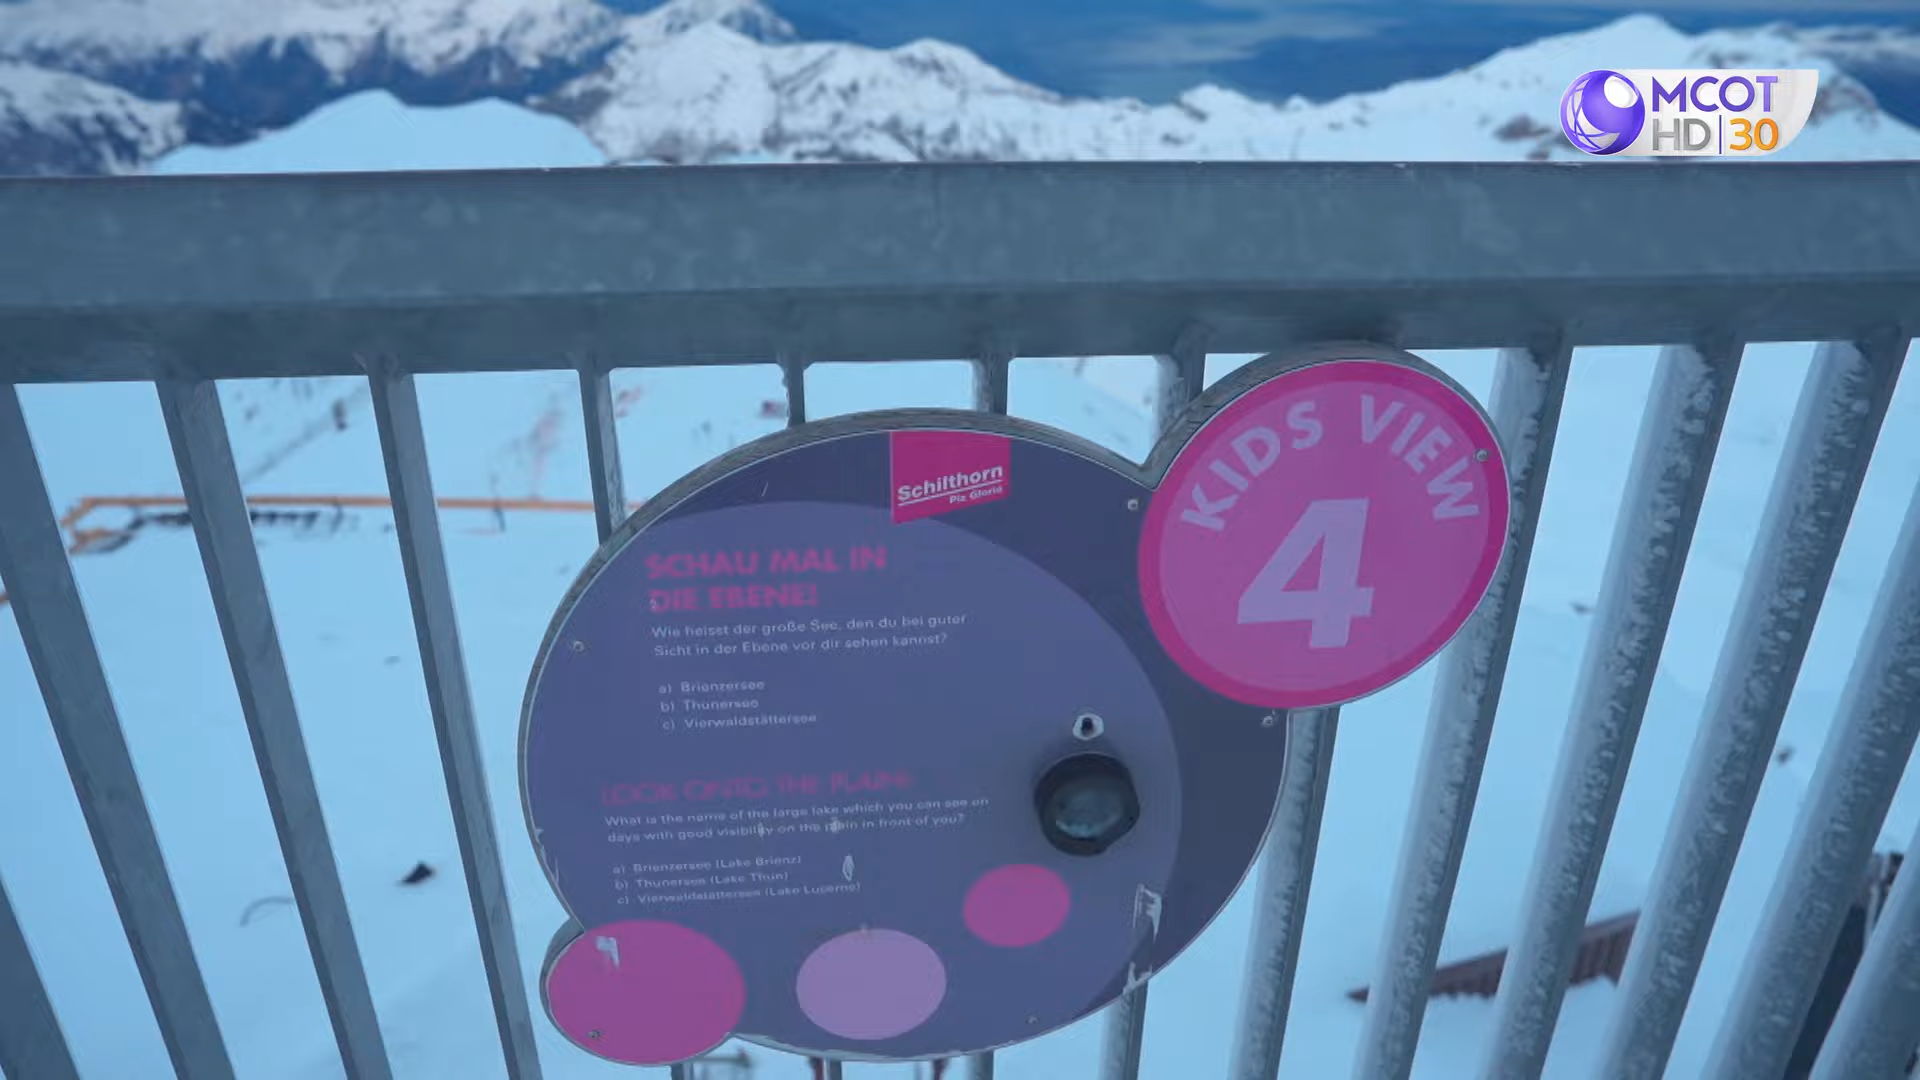 MCOT
HD 30
KIDS VIEW
4
Schilthorn
Piz Gloria
SCHAU MAL IN
DIE EBENE!
Wie heisst der große See, den du bei guter
Sicht in der Ebene vor dir sehen kannst?
a) Brienzersee
b) Thunersee
c) Vierwaldstättersee
LOOK ONTO THE PLAIN!
What is the name of the large lake which you can see on
days with good visibility on the plain in front of you?
a) Brienzersee (Lake Brienz)
b) Thunersee (Lake Thun)
c) Vierwaldstättersee (Lake Lucerne)